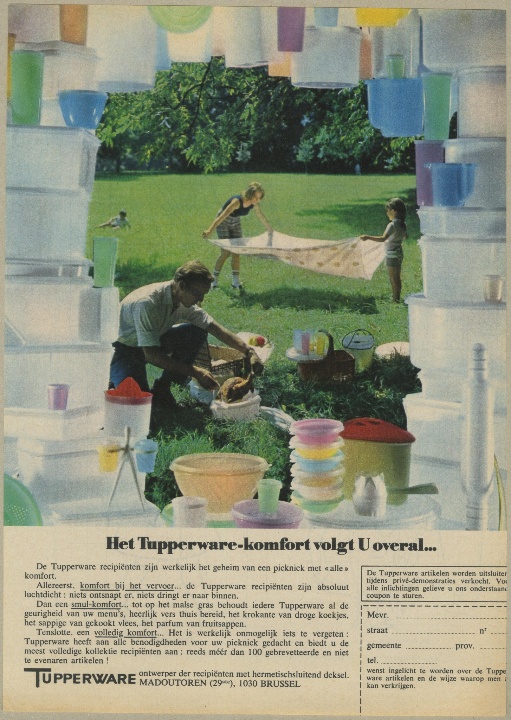 Het Tupperware-komfort volgt U overal...
De Tupperware recipiënten zijn werkelijk het geheim van een picknick met «alle»
komfort.
Allereerst, komfort bij het vervoer... de Tupperware recipiënten zijn absoluut
luchtdicht : niets ontsnapt er, niets dringt er naar binnen.
Dan een smul-komfort... tot op het malse gras behoudt iedere Tupperware al de
geurigheid van uw menu's, heerlijk vers thuis bereid, het krokante van droge koekjes,
het sappige van gekookt vlees, het parfum van fruitsappen.
Tenslotte, een volledig komfort... Het is werkelijk onmogelijk iets te vergeten :
Tupperware heeft aan alle benodigdheden voor uw picknick gedacht en biedt u de
meest volledige kollektie recipiënten aan : reeds méér dan 100 gebrevetteerde en niet
te evenaren artikelen !
TUPPERWARE ontwerper der recipiënten met hermetischsluitend deksel.
MADOUTOREN (29ste), 1030 BRUSSEL
De Tupperware artikelen worden uitsluiten
tijdens privé-demonstraties verkocht. Vo
alle inlichtingen gelieve u ons onderstaan
coupon te sturen.
Mevr.
straat nr
gemeente prov.
tel.
wenst ingelicht te worden over de Tuppe
ware artikelen en de wijze waarop men
kan verkrijgen.